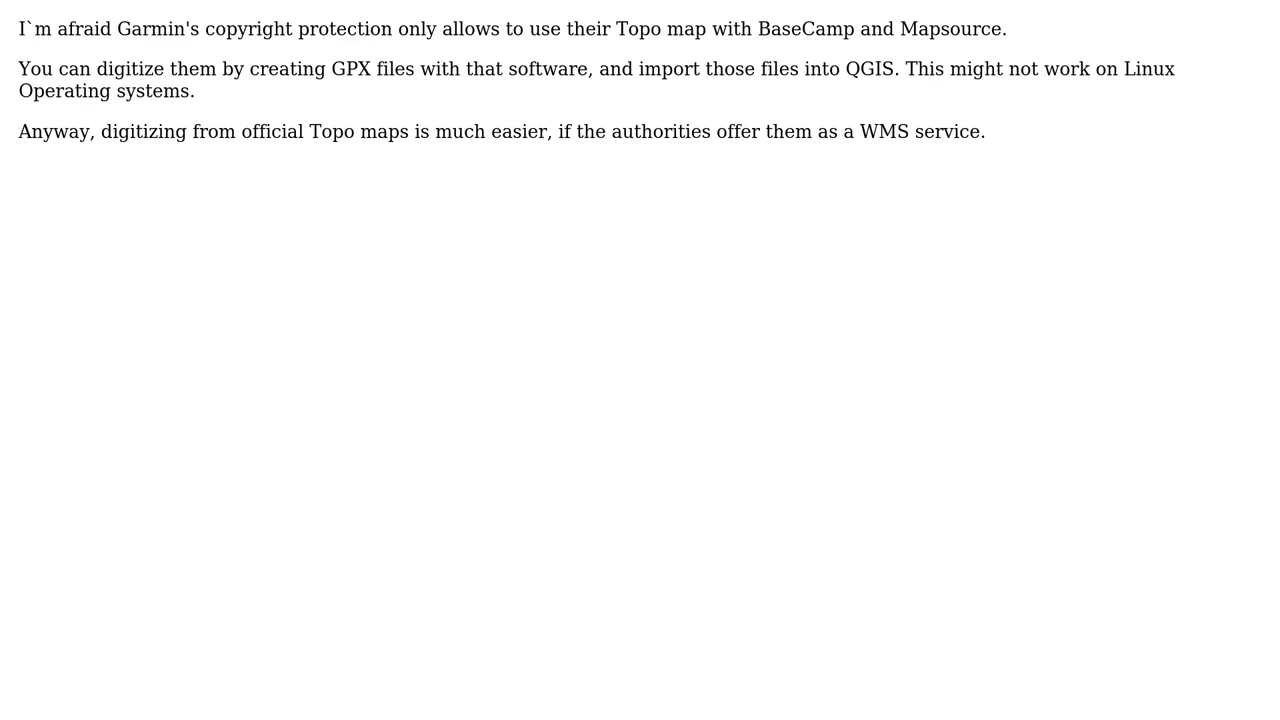 I`m afraid Garmin's copyright protection only allows to use their Topo map with BaseCamp and Mapsource.
You can digitize them by creating GPX files with that software, and import those files into QGIS. This might not work on Linux
Operating systems.
Anyway, digitizing from official Topo maps is much easier, if the authorities offer them as a WMS service.